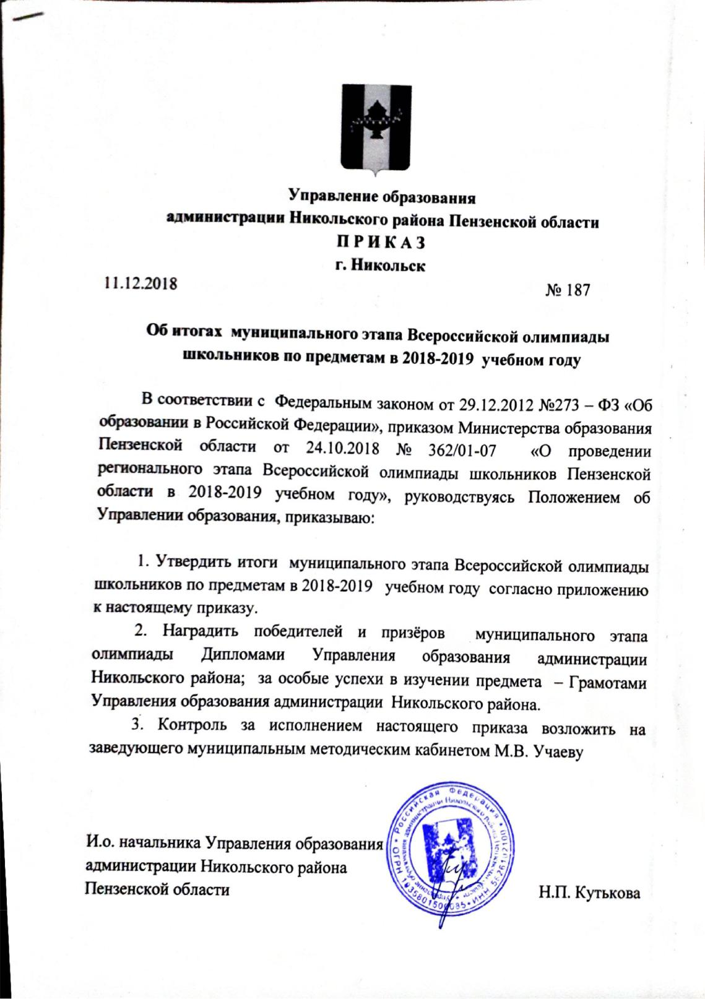 Управление образования
администрации Никольского района Пензенской области
П Р И К А З
г. Никольск
11.12.2018
№ 187
Об итогах муниципального этапа Всероссийской олимпиады
школьников по предметам в 2018-2019 учебном году
В соответствии с Федеральным законом от 29.12.2012 №273 – ФЗ «Об
образовании в Российской Федерации», приказом Министерства образования
Пензенской области от 24.10.2018 № 362/01-07 «О проведении
регионального этапа Всероссийской олимпиады школьников Пензенской
области в 2018-2019 учебном году», руководствуясь Положением об
Управлении образования, приказываю:
1. Утвердить итоги муниципального этапа Всероссийской олимпиады
школьников по предметам в 2018-2019 учебном году согласно приложению
к настоящему приказу.
2. Наградить победителей и призёров муниципального этапа
олимпиады Дипломами Управления образования администрации
Никольского района; за особые успехи в изучении предмета – Грамотами
Управления образования администрации Никольского района.
3. Контроль за исполнением настоящего приказа возложить на
заведующего муниципальным методическим кабинетом М.В. Учаеву
И.о. начальника Управления образования
администрации Никольского района
Пензенской области
Н.П. Кутькова
Российская Федерация
ОГРН
ИНН
администрации Никольского района